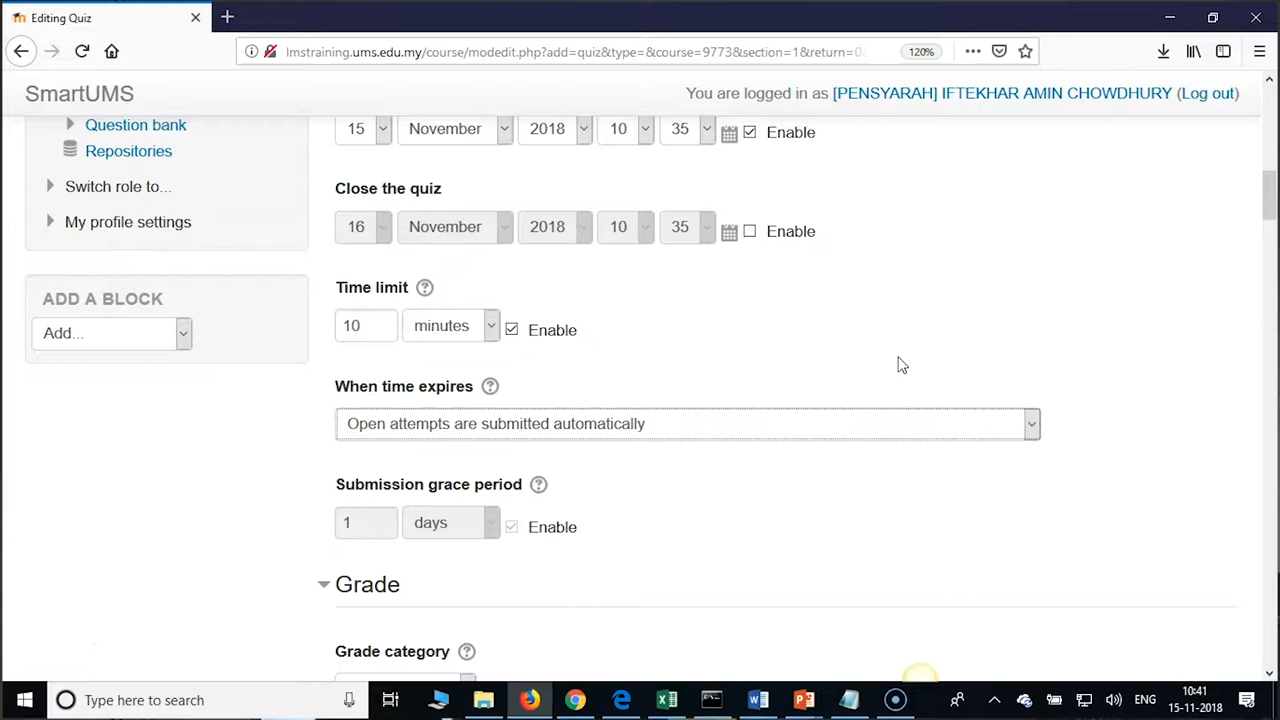 Editing Quiz
lmstraining.ums.edu.my/course/modedit.php?add=quiz&type=&course=9773&section=1&return=0
120%
SmartUMS
You are logged in as [PENSYARAH] IFTEKHAR AMIN CHOWDHURY (Log out)
Question bank
Repositories
Switch role to...
My profile settings
ADD A BLOCK
Add...
15 November 2018 10 35 Enable
Close the quiz
16 November 2018 10 35 Enable
Time limit
10 minutes Enable
When time expires
Open attempts are submitted automatically
Submission grace period
1 days Enable
Grade
Grade category
Type here to search
ENG
10:41
15-11-2018